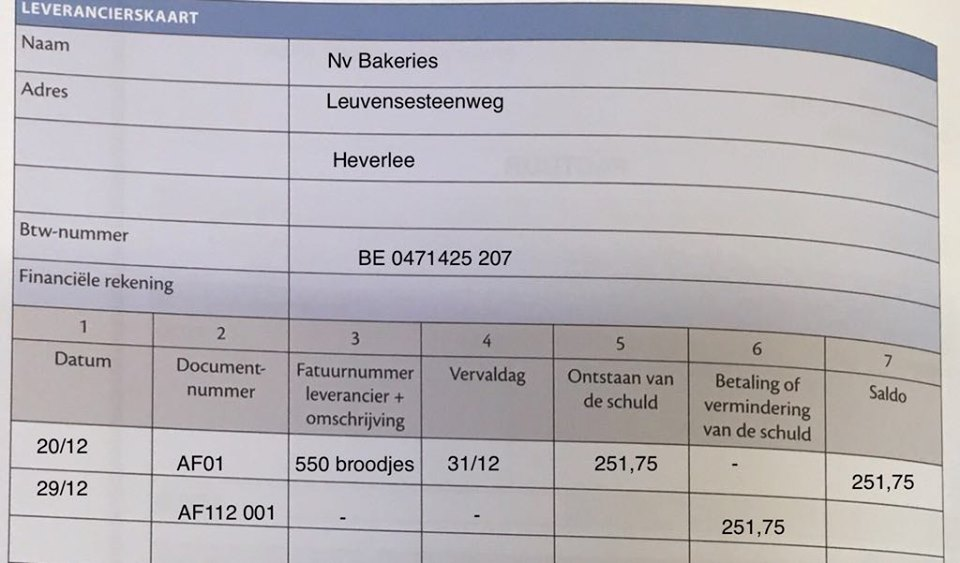 LEVERANCIERSKAART
Naam
Nv Bakeries
Adres
Leuvensesteenweg
Heverlee
Btw-nummer
BE 0471425 207
Financiële rekening
1 2 3 4 5 6 7
Datum
Document-
nummer
Fatuurnummer
leverancier +
omschrijving
Vervaldag
Ontstaan van
de schuld
Betaling of
vermindering
van de schuld
Saldo
20/12 AF01 550 broodjes 31/12 251,75 - 251,75
29/12 AF112 001 - - 251,75